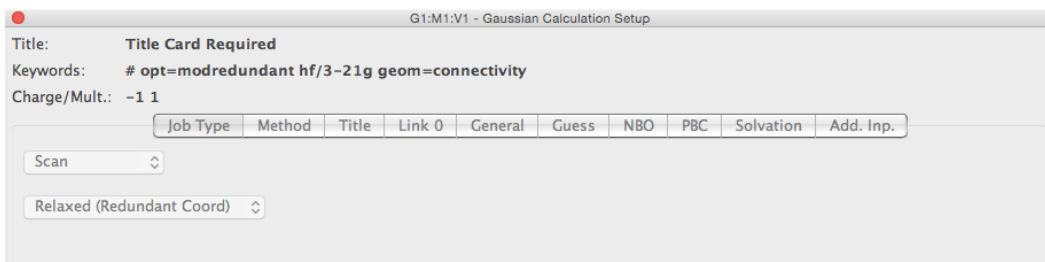 G1:M1:V1 - Gaussian Calculation Setup
Title: Title Card Required
Keywords: # opt=modredundant hf/3-21g geom=connectivity
Charge/Mult.: -1 1
Job Type Method Title Link 0 General Guess NBO PBC Solvation Add. Inp.
Scan
Relaxed (Redundant Coord)